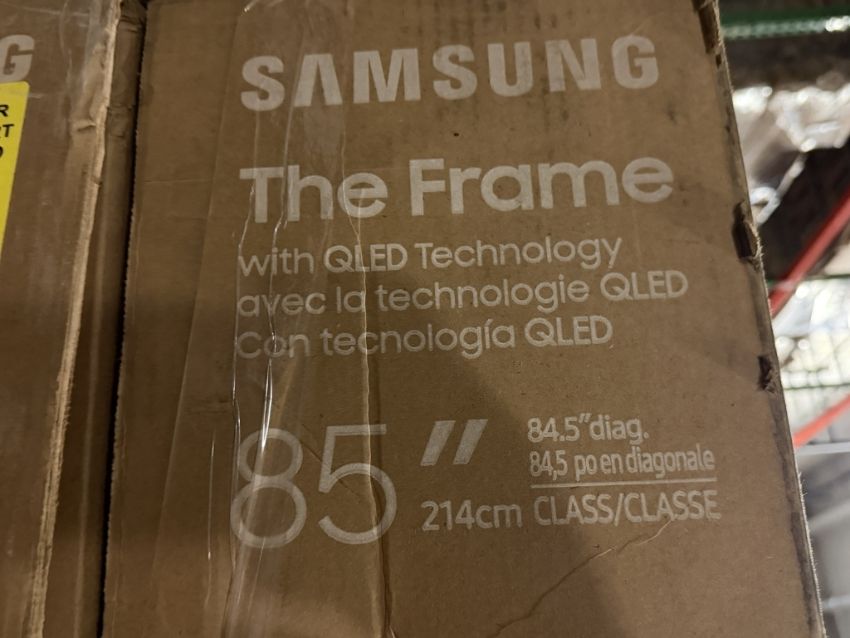 SAMSUNG
The Frame
with QLED Technology
avec la technologie QLED
Con tecnología QLED
85"
84.5"diag.
84,5 po en diagonale
214cm CLASS/CLASSE
G
R